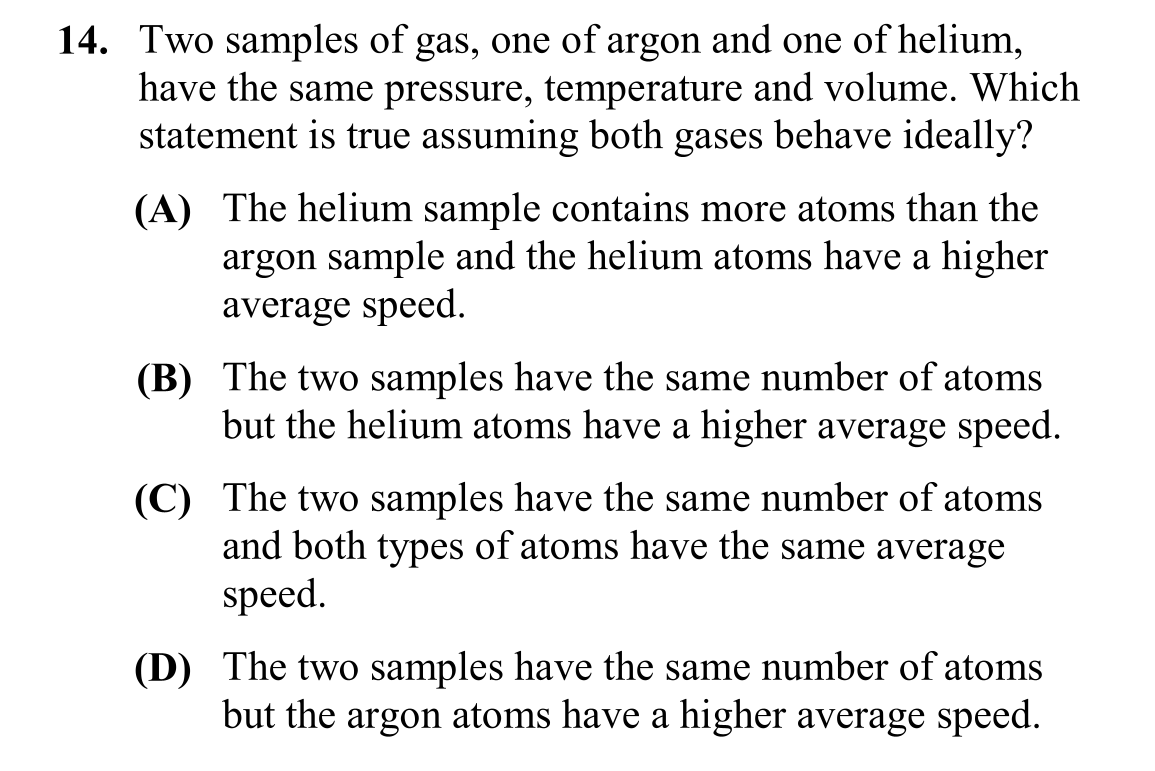 14. Two samples of gas, one of argon and one of helium,
have the same pressure, temperature and volume. Which
statement is true assuming both gases behave ideally?
(A) The helium sample contains more atoms than the
argon sample and the helium atoms have a higher
average speed.
(B) The two samples have the same number of atoms
but the helium atoms have a higher average speed.
(C) The two samples have the same number of atoms
and both types of atoms have the same average
speed.
(D) The two samples have the same number of atoms
but the argon atoms have a higher average speed.